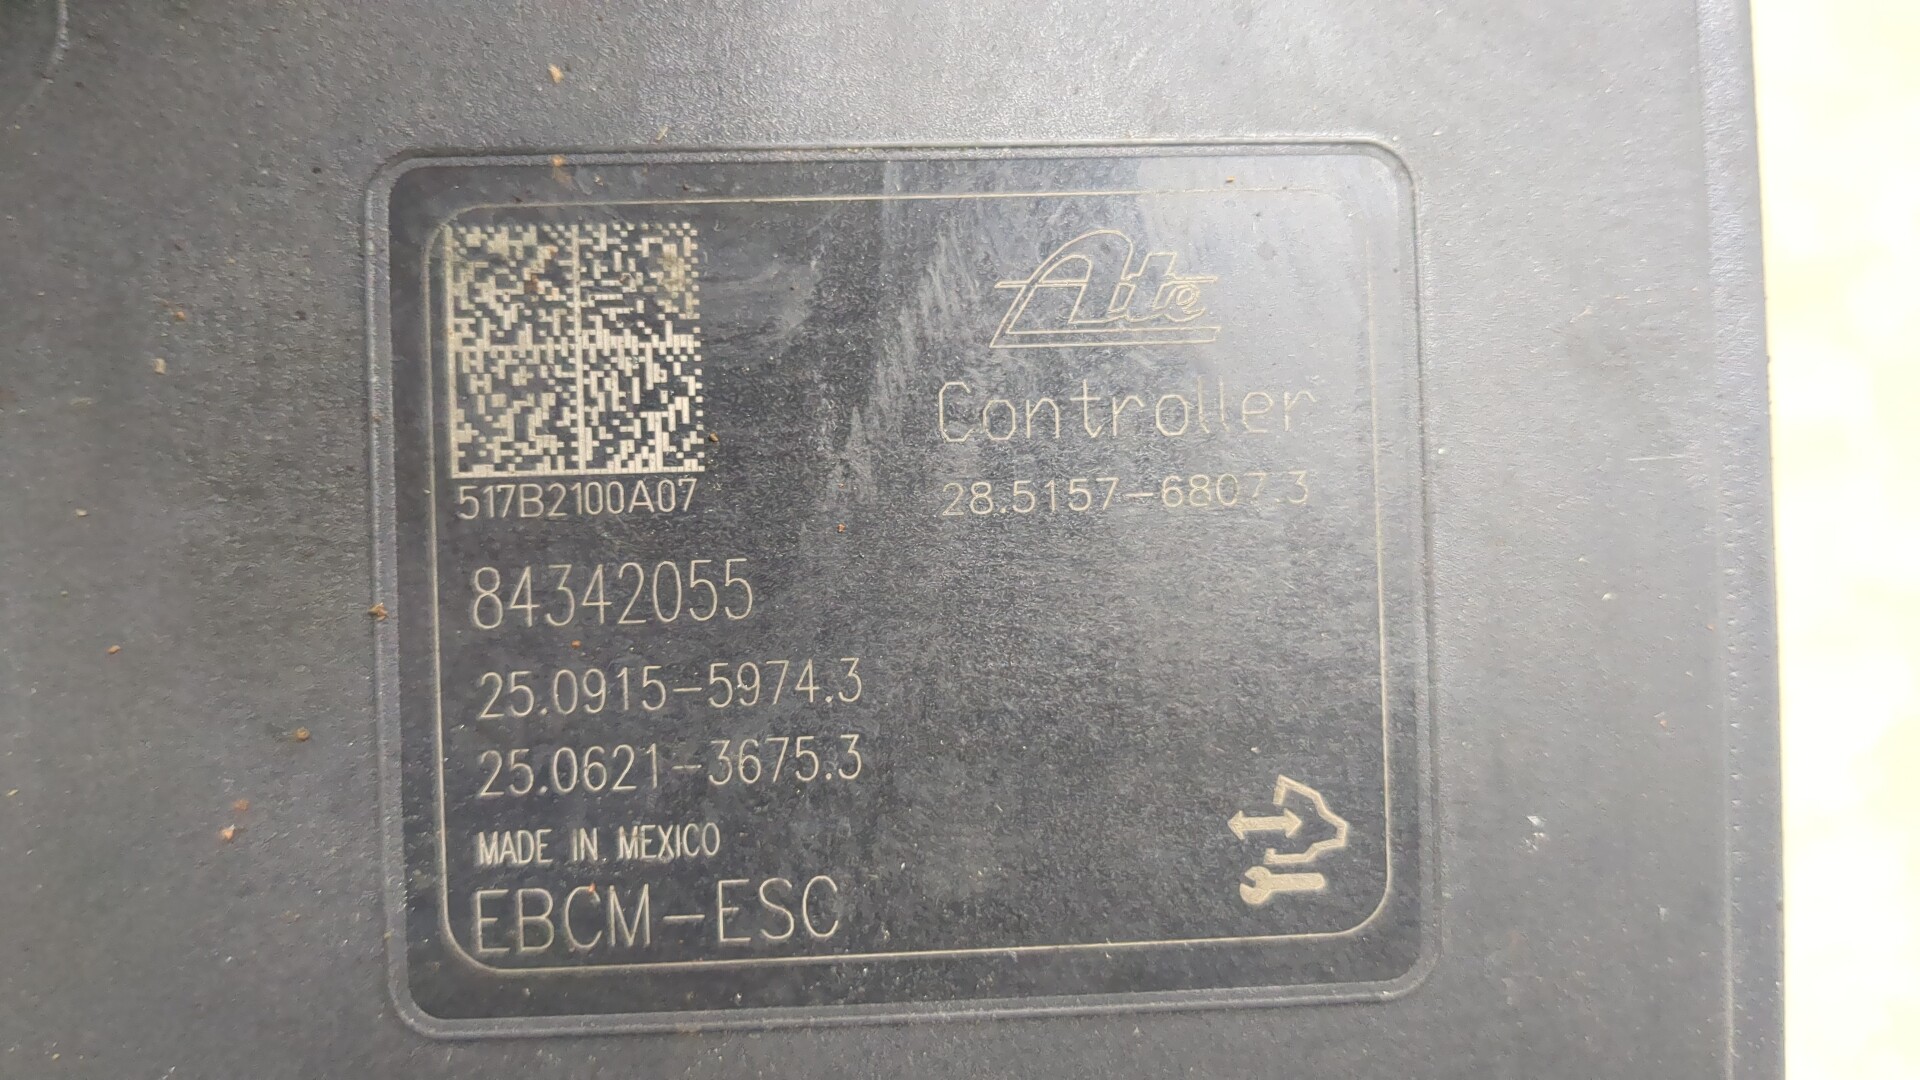 Ate
Controller
517B2100A07
28.5157-6807.3
84342055
25.0915-5974.3
25.0621-3675.3
MADE IN MEXICO
EBCM-ESC